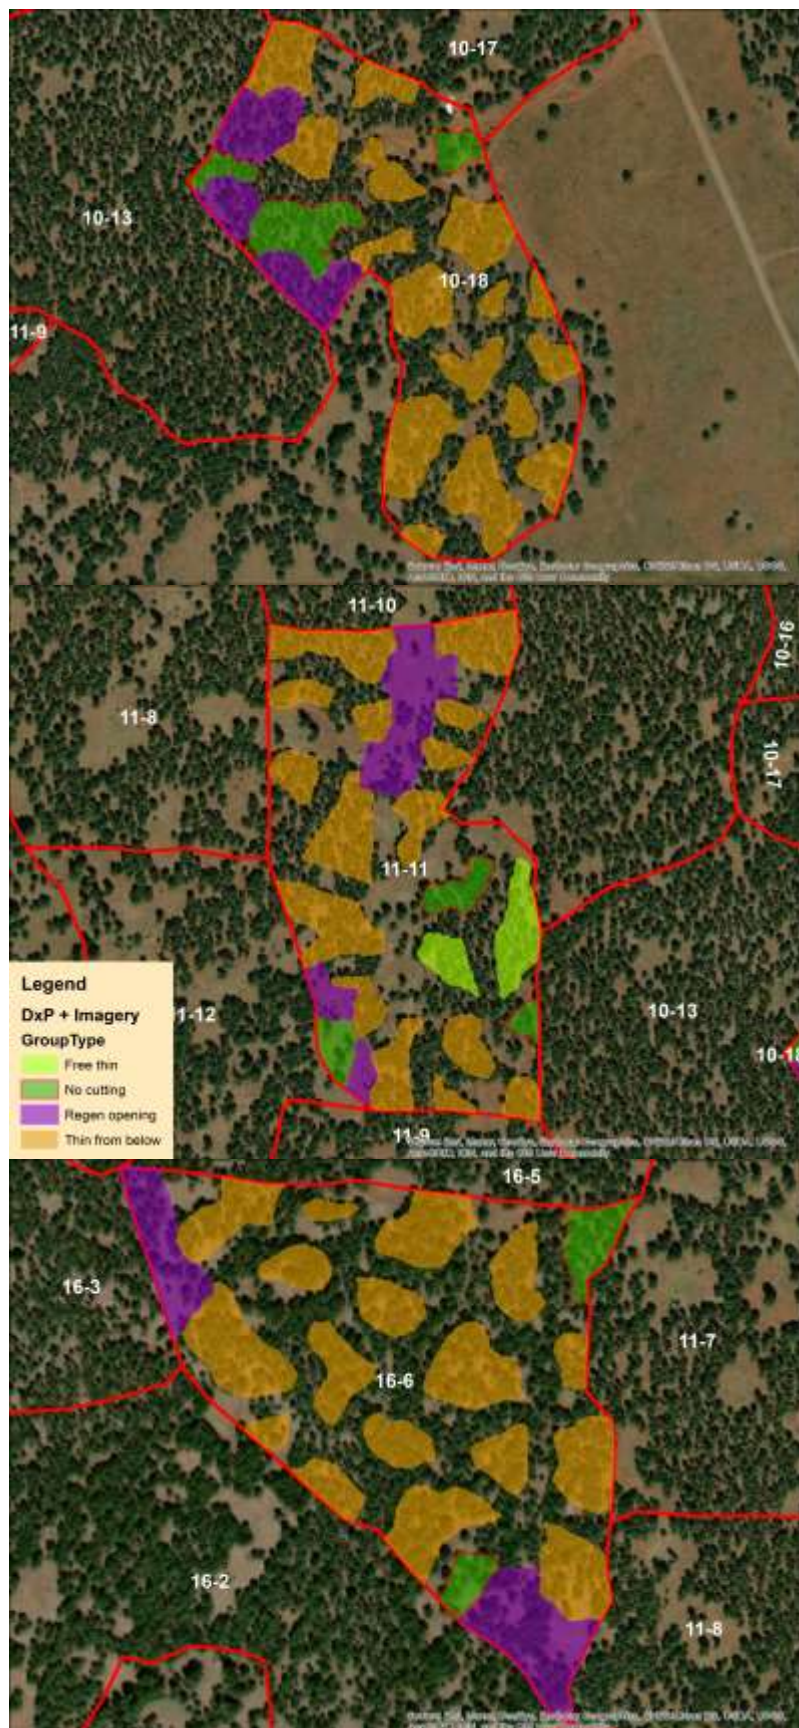 10-17
10-13
10-18
11-9
11-10
10-16
11-8
10-17
11-11
Legend
DxP + Imagery
1-12
10-13
GroupType
Free thin
10-18
No cutting
Regen opening
Thin from below
11-9
16-5
16-3
11-7
16-6
16-2
11-8